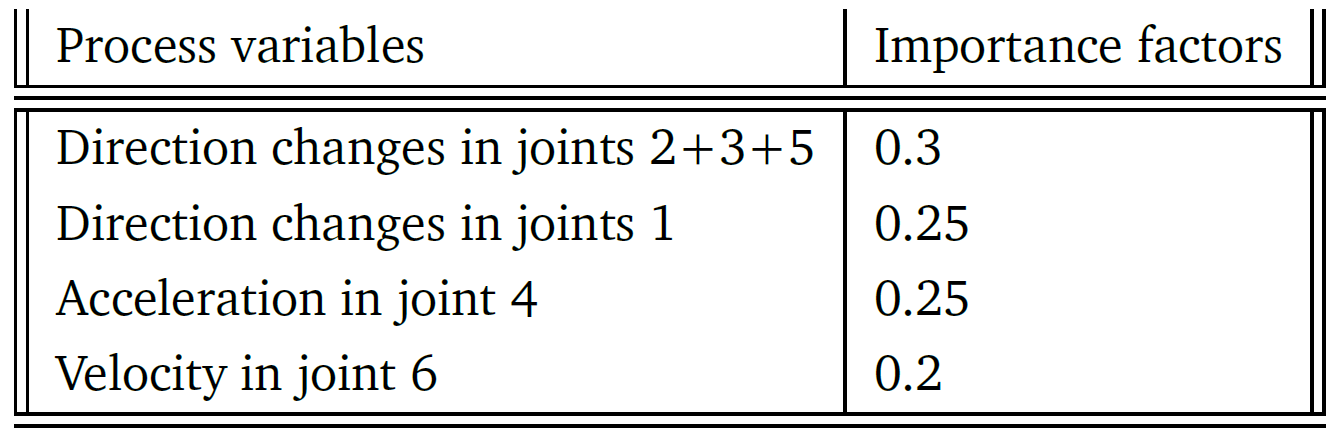 Process variables Importance factors
Direction changes in joints 2+3+5 0.3
Direction changes in joints 1 0.25
Acceleration in joint 4 0.25
Velocity in joint 6 0.2